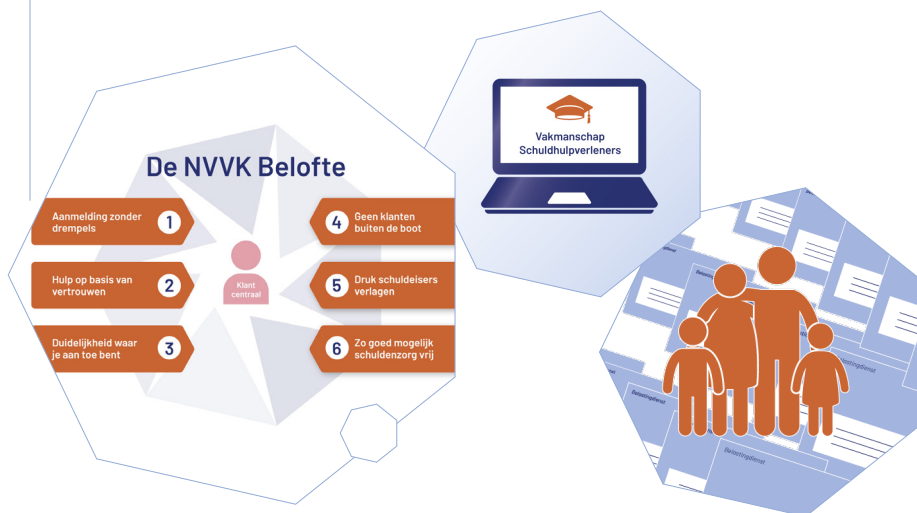 De NVVK Belofte
Aanmelding zonder
drempels
1
Hulp op basis van
vertrouwen
2
Duidelijkheid waar
je aan toe bent
3
Klant
centraal
4
Geen klanten
buiten de boot
5
Druk schuldeisers
verlagen
6
Zo goed mogelijk
schuldenzorg vrij
Vakmanschap
Schuldhulpverleners
Belastingdienst
Belastingdienst